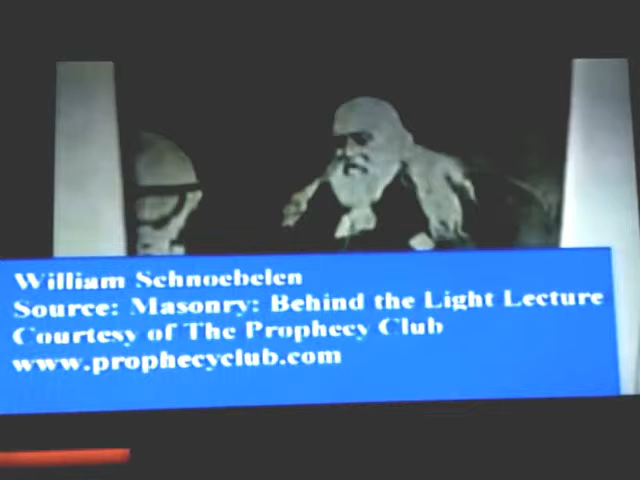 William Schnoebelen
Source: Masonry: Behind the Light Lecture
Courtesy of The Prophecy Club
www.prophecyclub.com